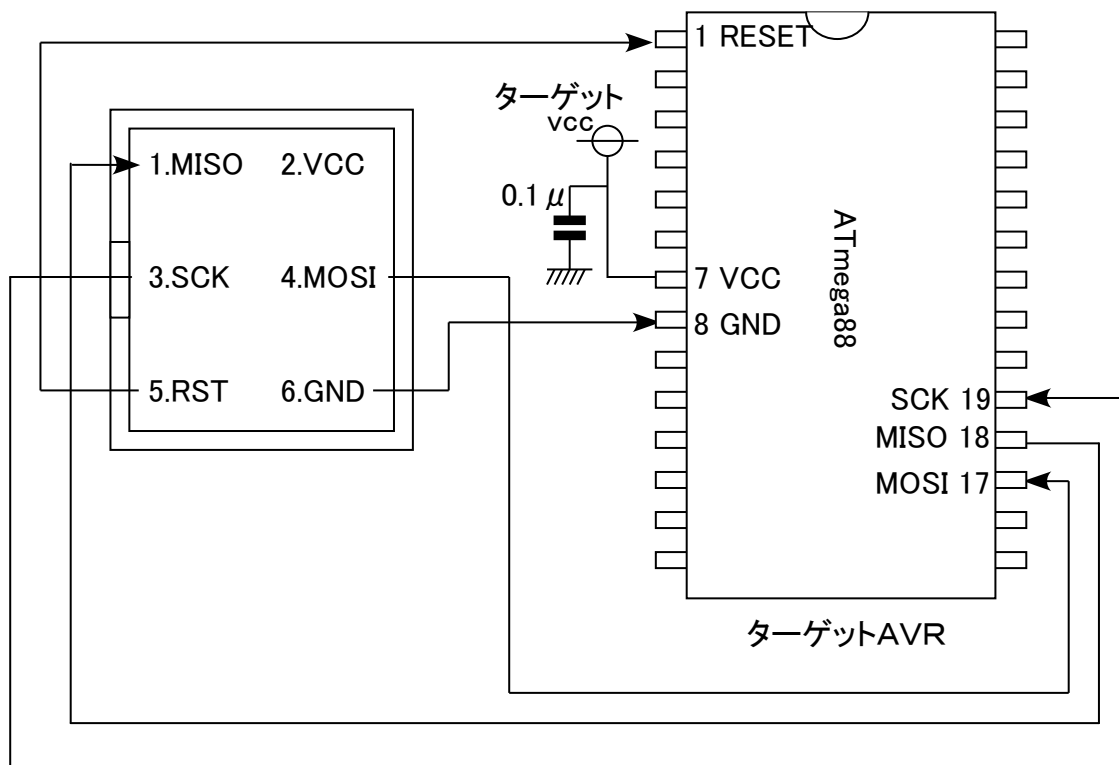 1 RESET
ターゲット
VCC
1.MISO 2.VCC
0.1μ
3.SCK 4.MOSI
7 VCC
8 GND
ATmega88
5.RST 6.GND
SCK 19
MISO 18
MOSI 17
ターゲットAVR